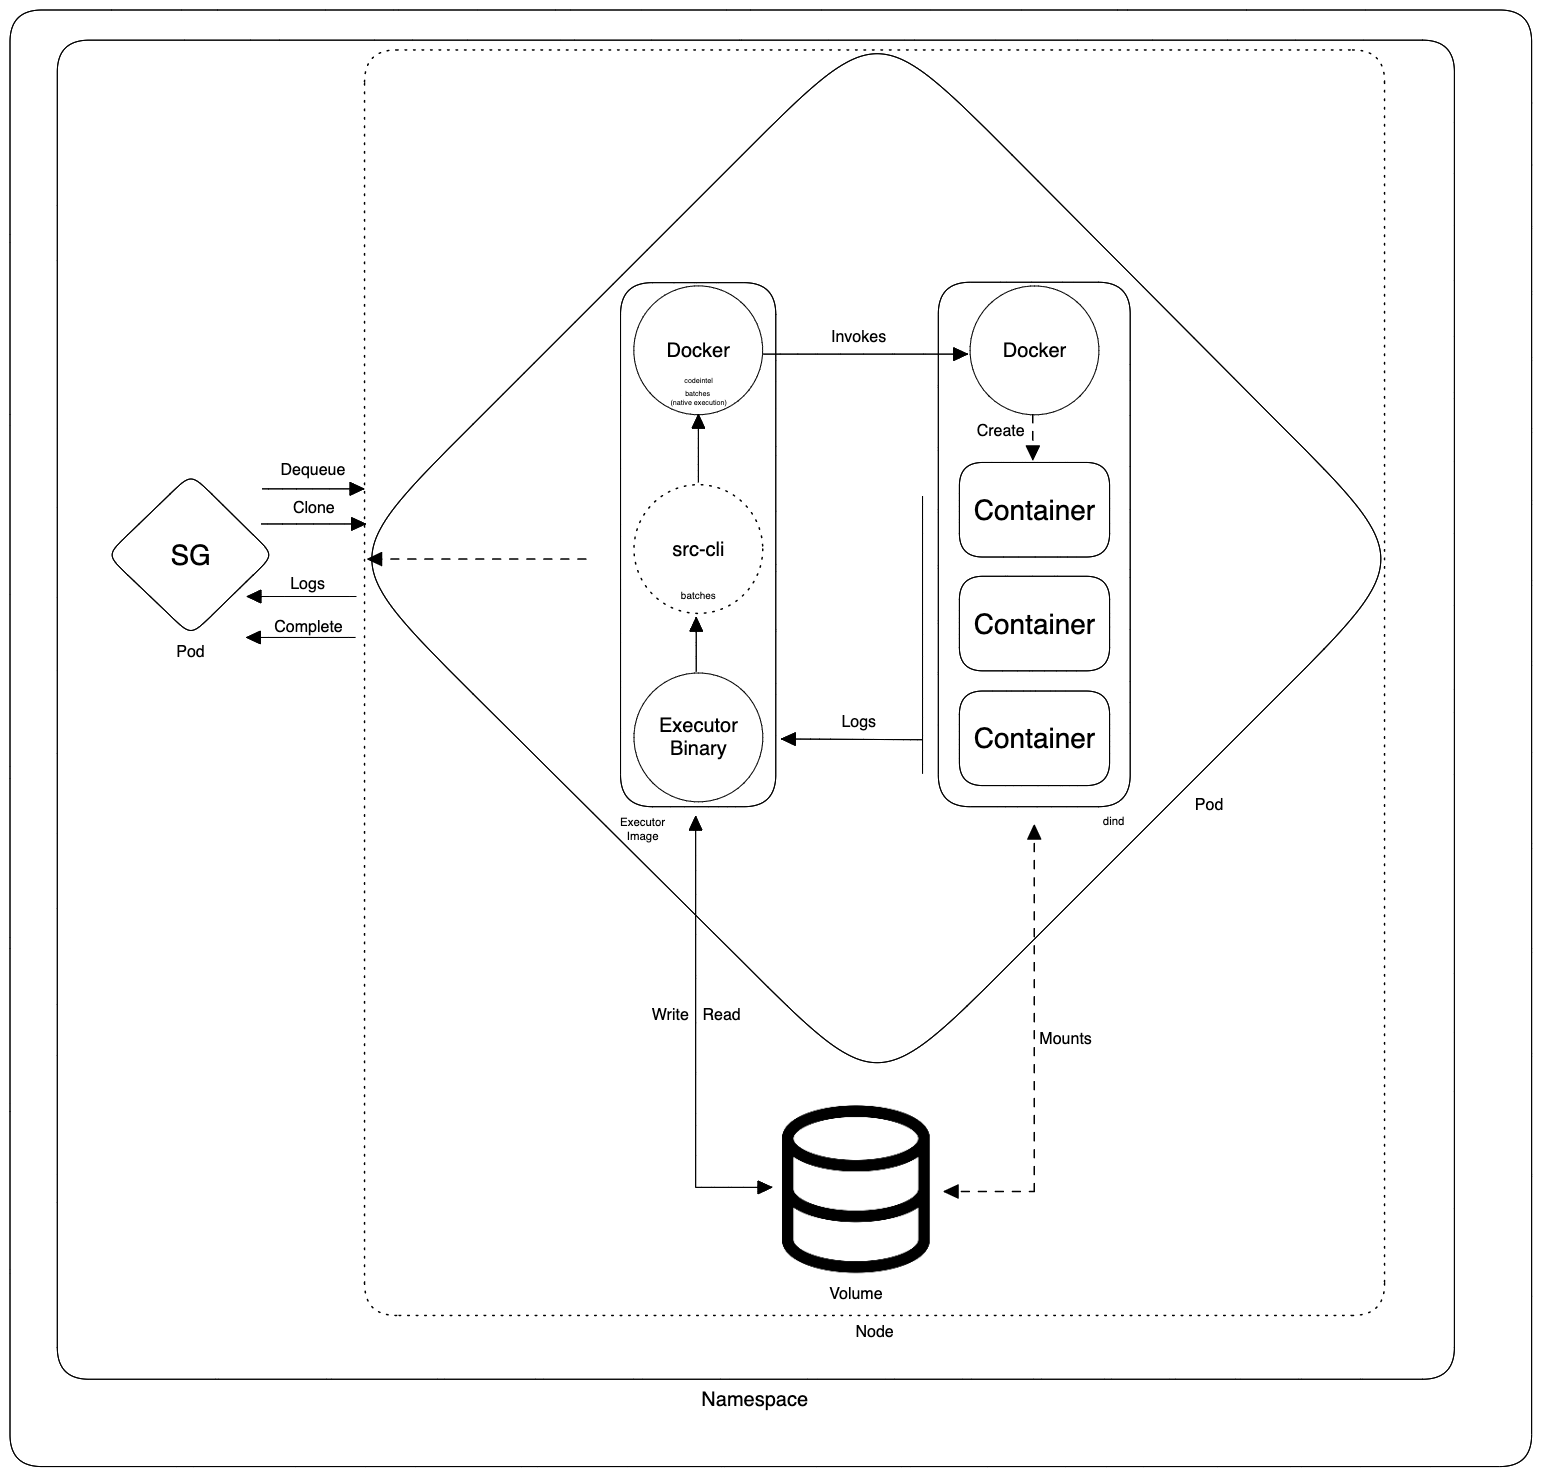 Docker
codeintel
batches
(native execution)
Invokes
Docker
Create
Dequeue
Clone
SG
Logs
Complete
Pod
src-cli
batches
Container
Container
Container
Executor
Binary
Logs
Executor
Image
dind
Pod
Write
Read
Mounts
Volume
Node
Namespace